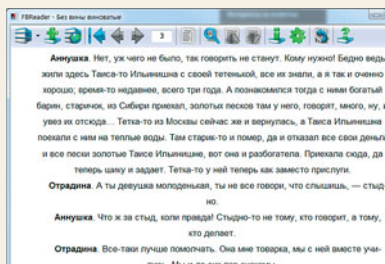 FBReader - Без вины виноватые
3
Аннушка. Нет, уж чего не было, так говорить не станут. Кому нужно! Бедно ведь
жили здесь Таиса-то Ильинишна с своей тетенькой, все их знали, а я так и оченно
хорошо; время-то недавнее, всего три года. А познакомился тогда с ними богатый
барин, старичок, из Сибири приехал, золотых песков там у него, говорят, много, ну, и
увез их отсюда... Тетка-то из Москвы сейчас же и вернулась, а Таиса Ильинишна
поехали с ним на теплые воды. Там старик-то и помер, да и отказал все свои деньги
и все пески золотые Таисе Ильинишне, вот она и разбогатела. Приехала сюда, да
теперь шику и задает. Тетка-то у ней теперь как заместо прислуги.
Отрадина. А ты девушка молоденькая, ты не все говори, что слышишь, — стыд-
но.
Аннушка. Что ж за стыд, коли правда! Стыдно-то не тому, кто говорит, а тому,
кто делает.
Отрадина. Все-таки лучше помолчать. Она мне товарка, мы с ней вместе учи-